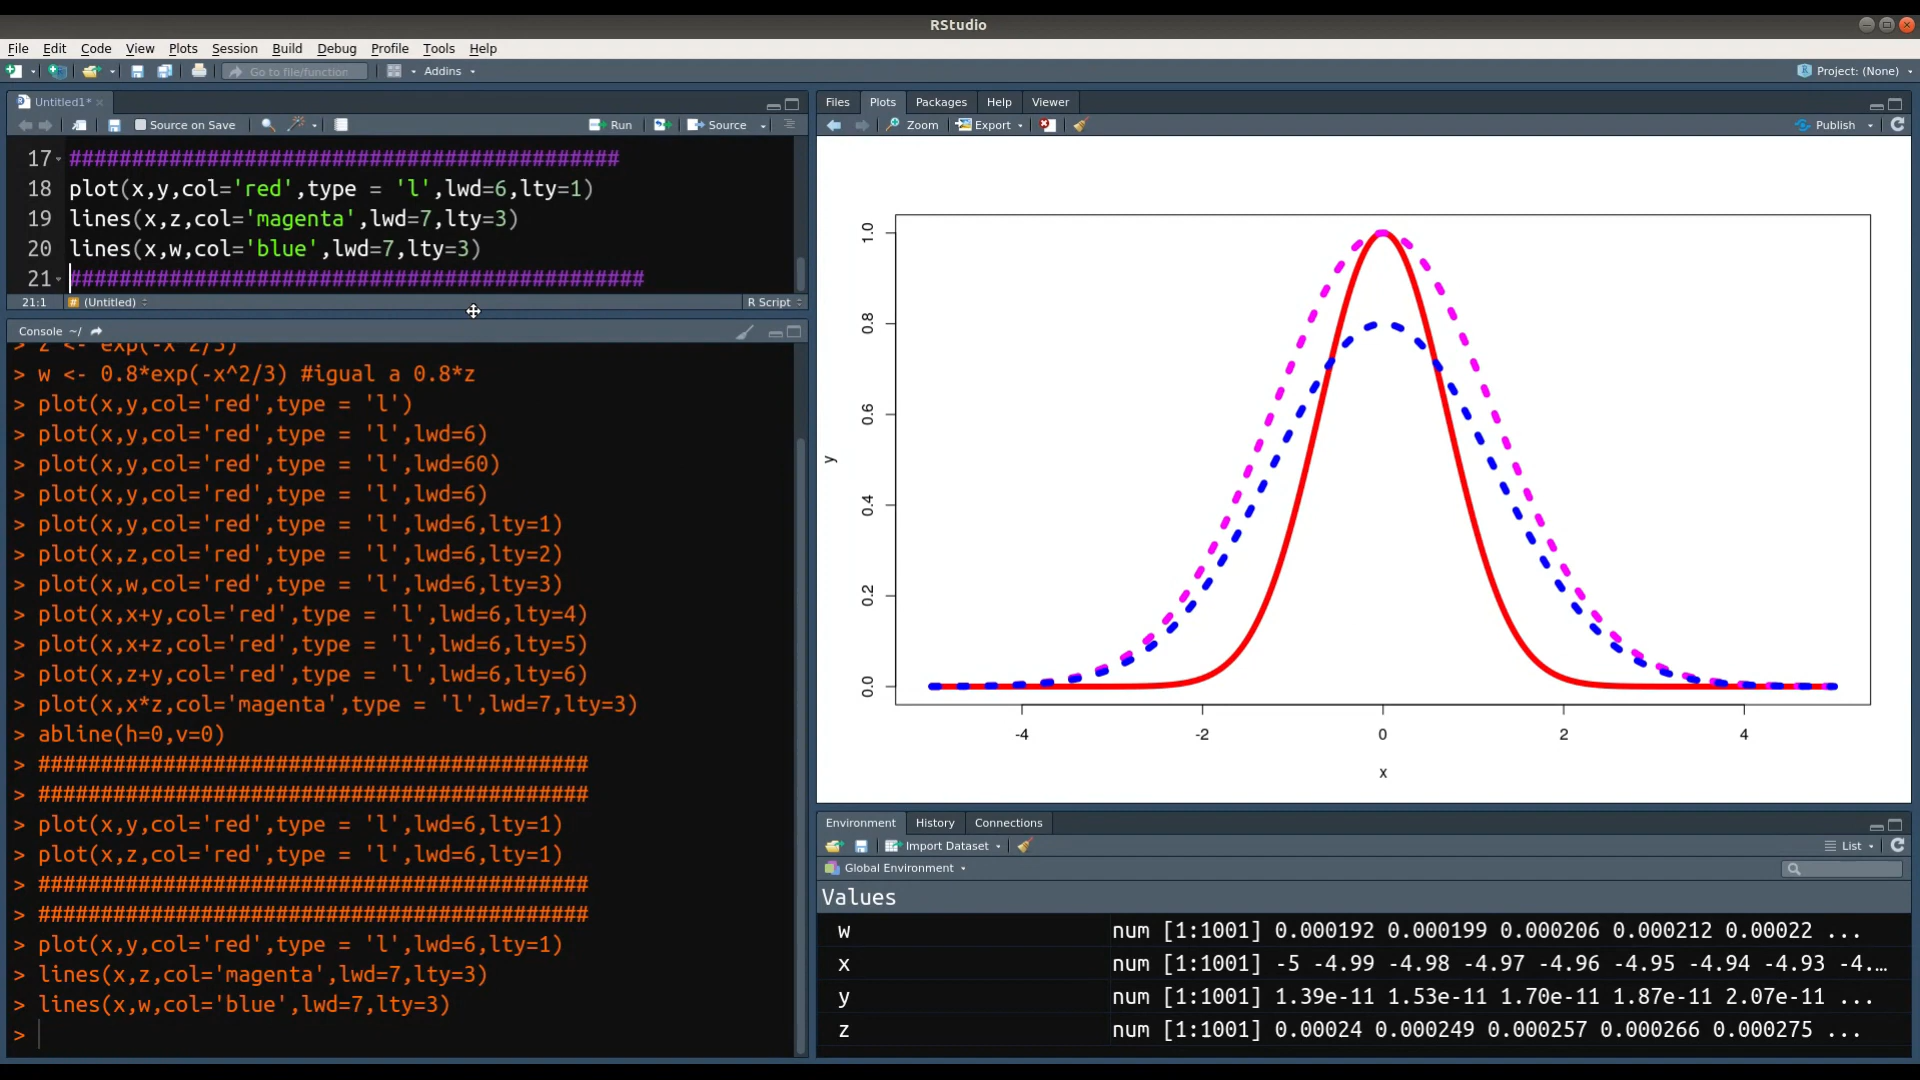 RStudio
File Edit Code View Plots Session Build Debug Profile Tools Help
Go to file/function Addins Project: (None)
Untitled1*
Source on Save Run Source
17 ############################################
18 plot(x,y,col='red',type = 'l',lwd=6,lty=1)
19 lines(x,z,col='magenta',lwd=7,lty=3)
20 lines(x,w,col='blue',lwd=7,lty=3)
21 ##############################################
21:1 # (Untitled) R Script
Console ~/
> z <- exp(-x^2/3)
> w <- 0.8*exp(-x^2/3) #igual a 0.8*z
> plot(x,y,col='red',type = 'l')
> plot(x,y,col='red',type = 'l',lwd=6)
> plot(x,y,col='red',type = 'l',lwd=60)
> plot(x,y,col='red',type = 'l',lwd=6)
> plot(x,y,col='red',type = 'l',lwd=6,lty=1)
> plot(x,z,col='red',type = 'l',lwd=6,lty=2)
> plot(x,w,col='red',type = 'l',lwd=6,lty=3)
> plot(x,x+y,col='red',type = 'l',lwd=6,lty=4)
> plot(x,x+z,col='red',type = 'l',lwd=6,lty=5)
> plot(x,z+y,col='red',type = 'l',lwd=6,lty=6)
> plot(x,x*z,col='magenta',type = 'l',lwd=7,lty=3)
> abline(h=0,v=0)
> ############################################
> ############################################
> plot(x,y,col='red',type = 'l',lwd=6,lty=1)
> plot(x,z,col='red',type = 'l',lwd=6,lty=1)
> ############################################
> ############################################
> plot(x,y,col='red',type = 'l',lwd=6,lty=1)
> lines(x,z,col='magenta',lwd=7,lty=3)
> lines(x,w,col='blue',lwd=7,lty=3)
>
Files Plots Packages Help Viewer
Zoom Export Publish
1.0
0.8
0.6
0.4
0.2
0.0
y
-4 -2 0 2 4
x
Environment History Connections
Import Dataset List
Global Environment
Values
w num [1:1001] 0.000192 0.000199 0.000206 0.000212 0.00022 ...
x num [1:1001] -5 -4.99 -4.98 -4.97 -4.96 -4.95 -4.94 -4.93 -4.…
y num [1:1001] 1.39e-11 1.53e-11 1.70e-11 1.87e-11 2.07e-11 ...
z num [1:1001] 0.00024 0.000249 0.000257 0.000266 0.000275 ...